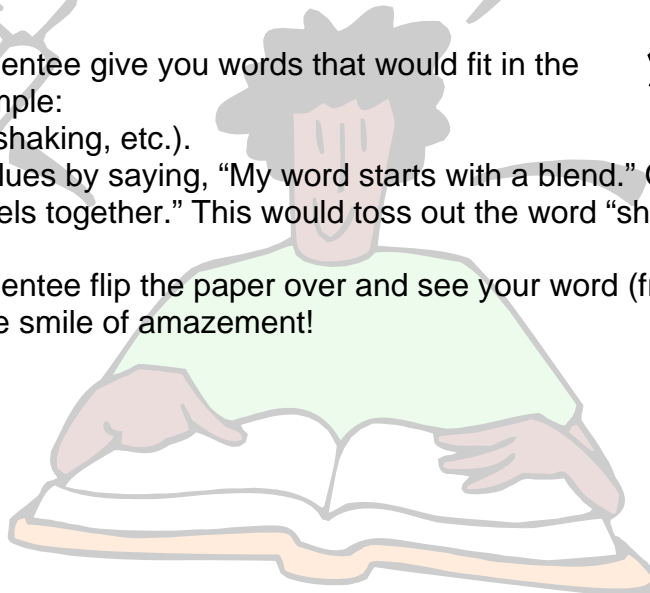 entee give you words that would fit in the
mple:
shaking, etc.).
lues by saying, “My word starts with a blend.”
els together.” This would toss out the word “sh
entee flip the paper over and see your word (fr
e smile of amazement!